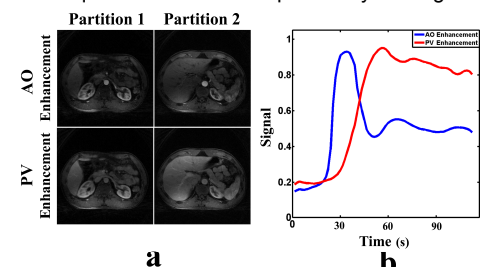 Partition 1 Partition 2
AO
Enhancement
PV
Enhancement
a
AO Enhancement
PV Enhancement
Signal
1
0.8
0.6
0.4
0.2
0
0 30 60 90
Time (s)
b